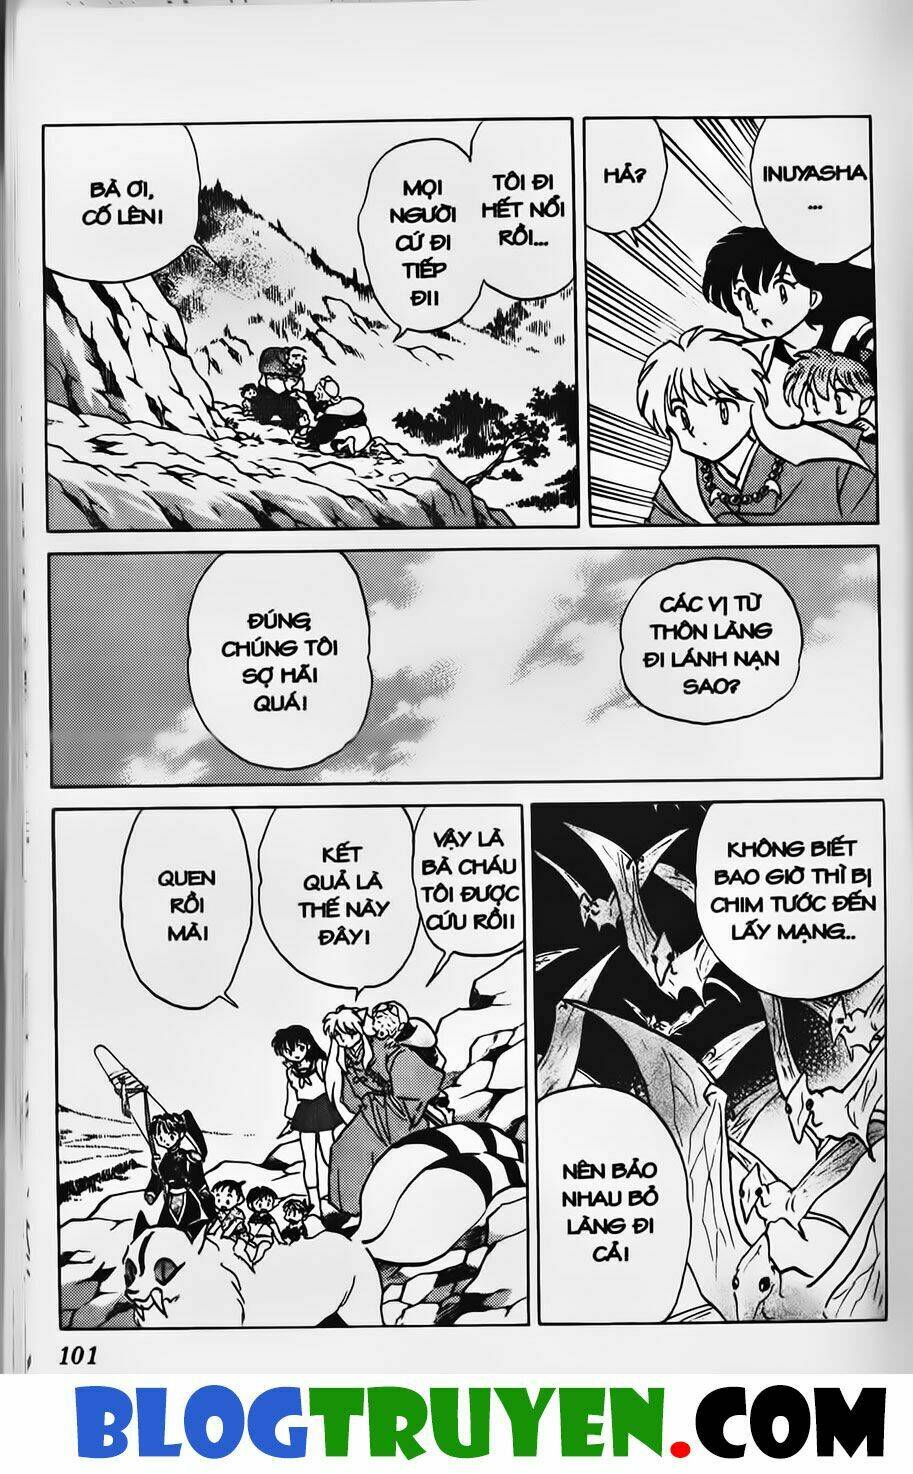 INUYASHA
...
HẢ?
TÔI ĐI
HẾT NỔI
RỒI...
MỌI
NGƯỜI
CỨ ĐI
TIẾP
ĐI!
BÀ ƠI,
CỐ LÊN!
CÁC VỊ TỪ
THÔN LÀNG
ĐI LÁNH NẠN
SAO?
ĐÚNG,
CHÚNG TÔI
SỢ HÃI
QUÁ!
KHÔNG BIẾT
BAO GIỜ THÌ BỊ
CHIM TƯỚC ĐẾN
LẤY MẠNG..
NÊN BẢO
NHAU BỎ
LÀNG ĐI
CẢ!
VẬY LÀ
BÀ CHÁU
TÔI ĐƯỢC
CỨU RỒI!
KẾT
QUẢ LÀ
THẾ NÀY
ĐÂY!
QUEN
RỒI
MÀ!
101
BLOGTRUYEN.COM